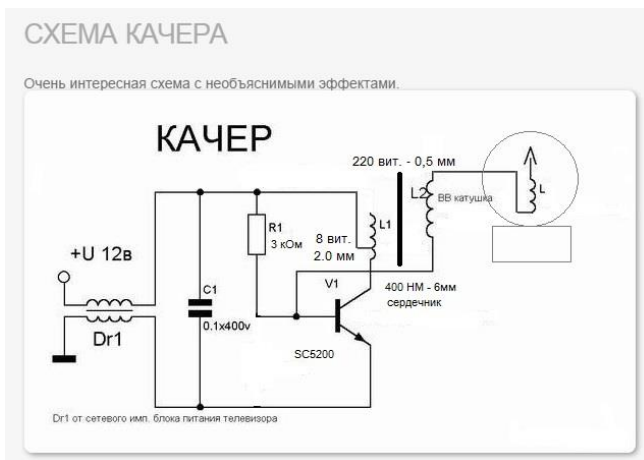 СХЕМА КАЧЕРА
Очень интересная схема с необъяснимыми эффектами.
КАЧЕР
220 вит. - 0,5 мм
L2
ВВ катушка
L
R1
3 кОм
8 вит.
2.0 мм
L1
+U 12в
C1
0.1x400v
V1
400 НМ - 6мм
сердечник
Dr1
SC5200
Dr1 от сетевого имп. блока питания телевизора